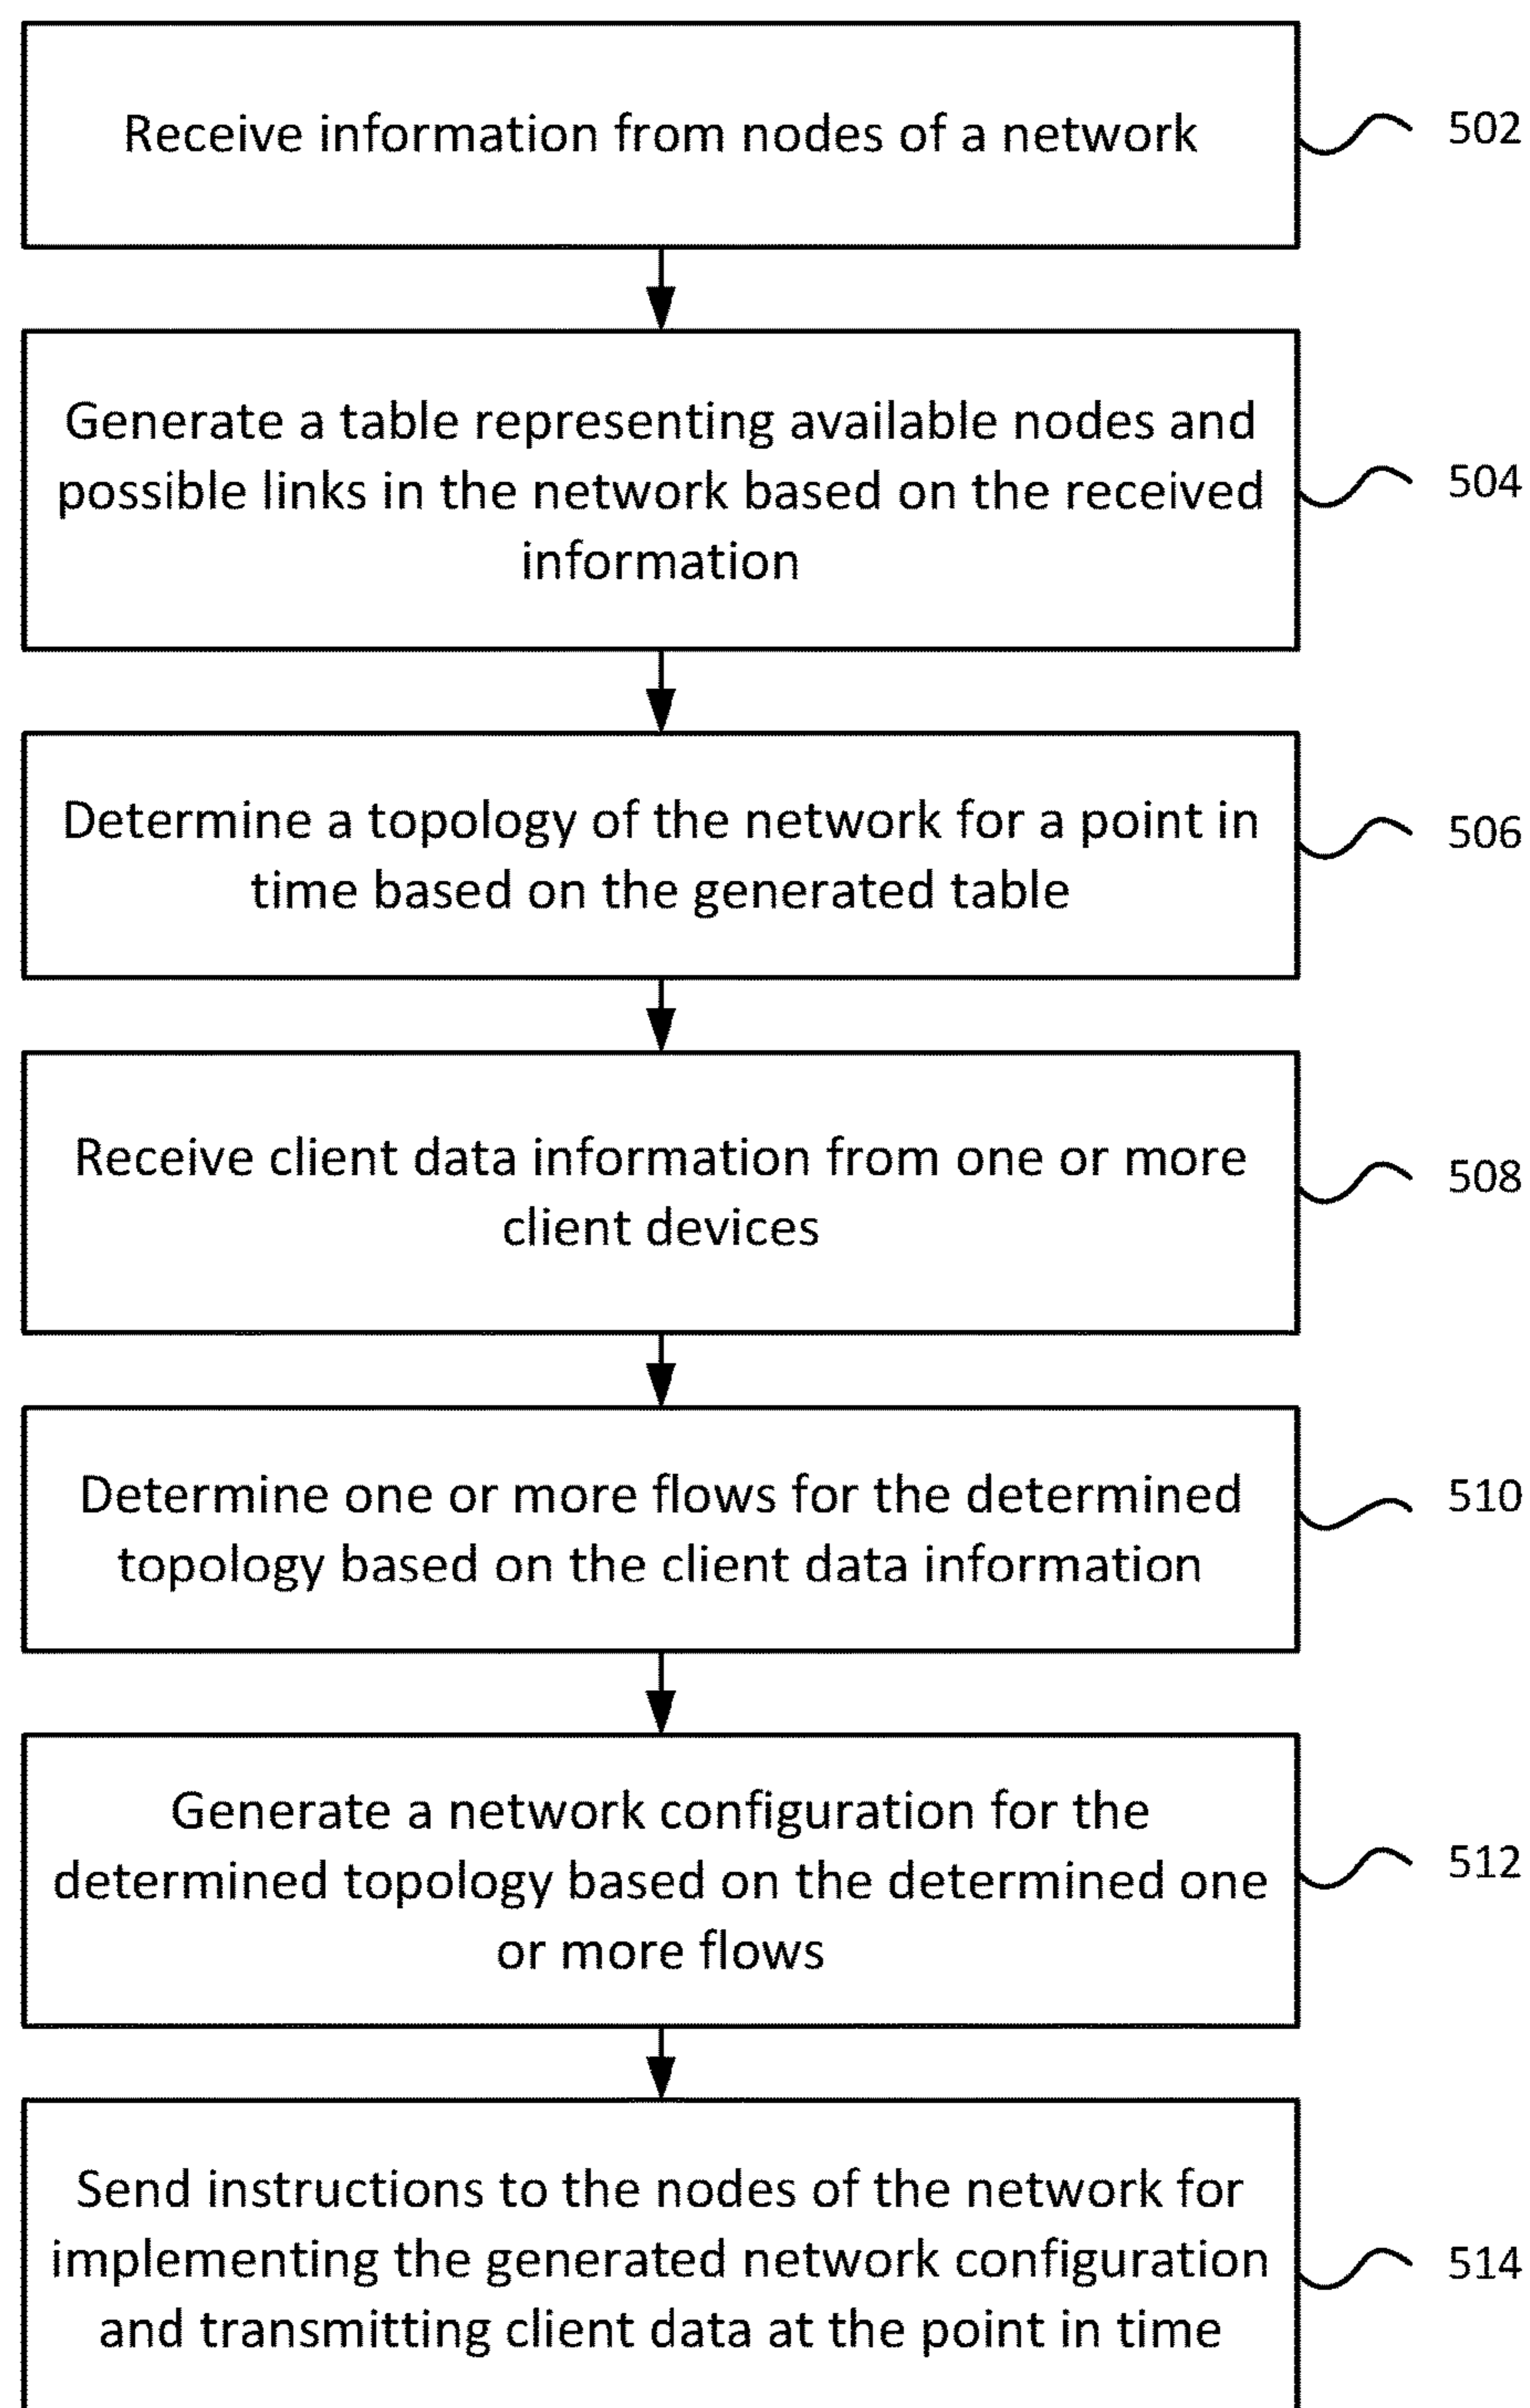 Receive information from nodes of a network
502
Generate a table representing available nodes and
possible links in the network based on the received
information
504
Determine a topology of the network for a point in
time based on the generated table
506
Receive client data information from one or more
client devices
508
Determine one or more flows for the determined
topology based on the client data information
510
Generate a network configuration for the
determined topology based on the determined one
or more flows
512
Send instructions to the nodes of the network for
implementing the generated network configuration
and transmitting client data at the point in time
514